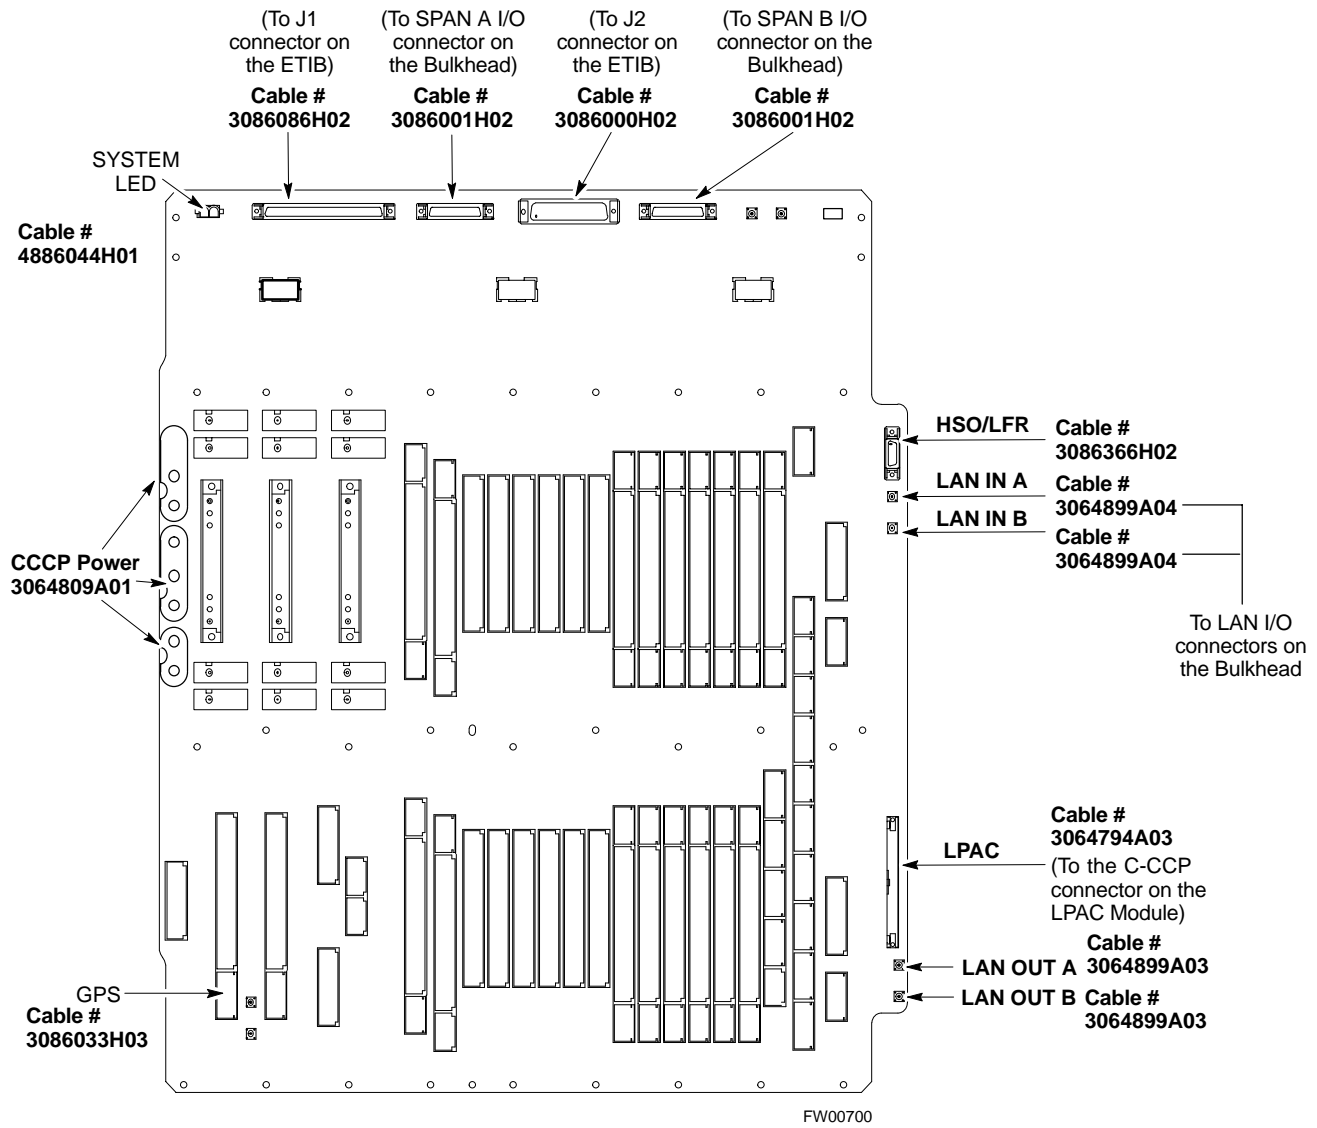 (To J1
connector on
the ETIB)
Cable #
3086086H02
(To SPAN A I/O
connector on
the Bulkhead)
Cable #
3086001H02
(To J2
connector on
the ETIB)
Cable #
3086000H02
(To SPAN B I/O
connector on the
Bulkhead)
Cable #
3086001H02
SYSTEM
LED
Cable #
4886044H01
HSO/LFR
Cable #
3086366H02
LAN IN A
Cable #
3064899A04
LAN IN B
Cable #
3064899A04
To LAN I/O
connectors on
the Bulkhead
CCCP Power
3064809A01
LPAC
Cable #
3064794A03
(To the C-CCP
connector on the
LPAC Module)
LAN OUT A
Cable #
3064899A03
LAN OUT B
Cable #
3064899A03
GPS
Cable #
3086033H03
FW00700